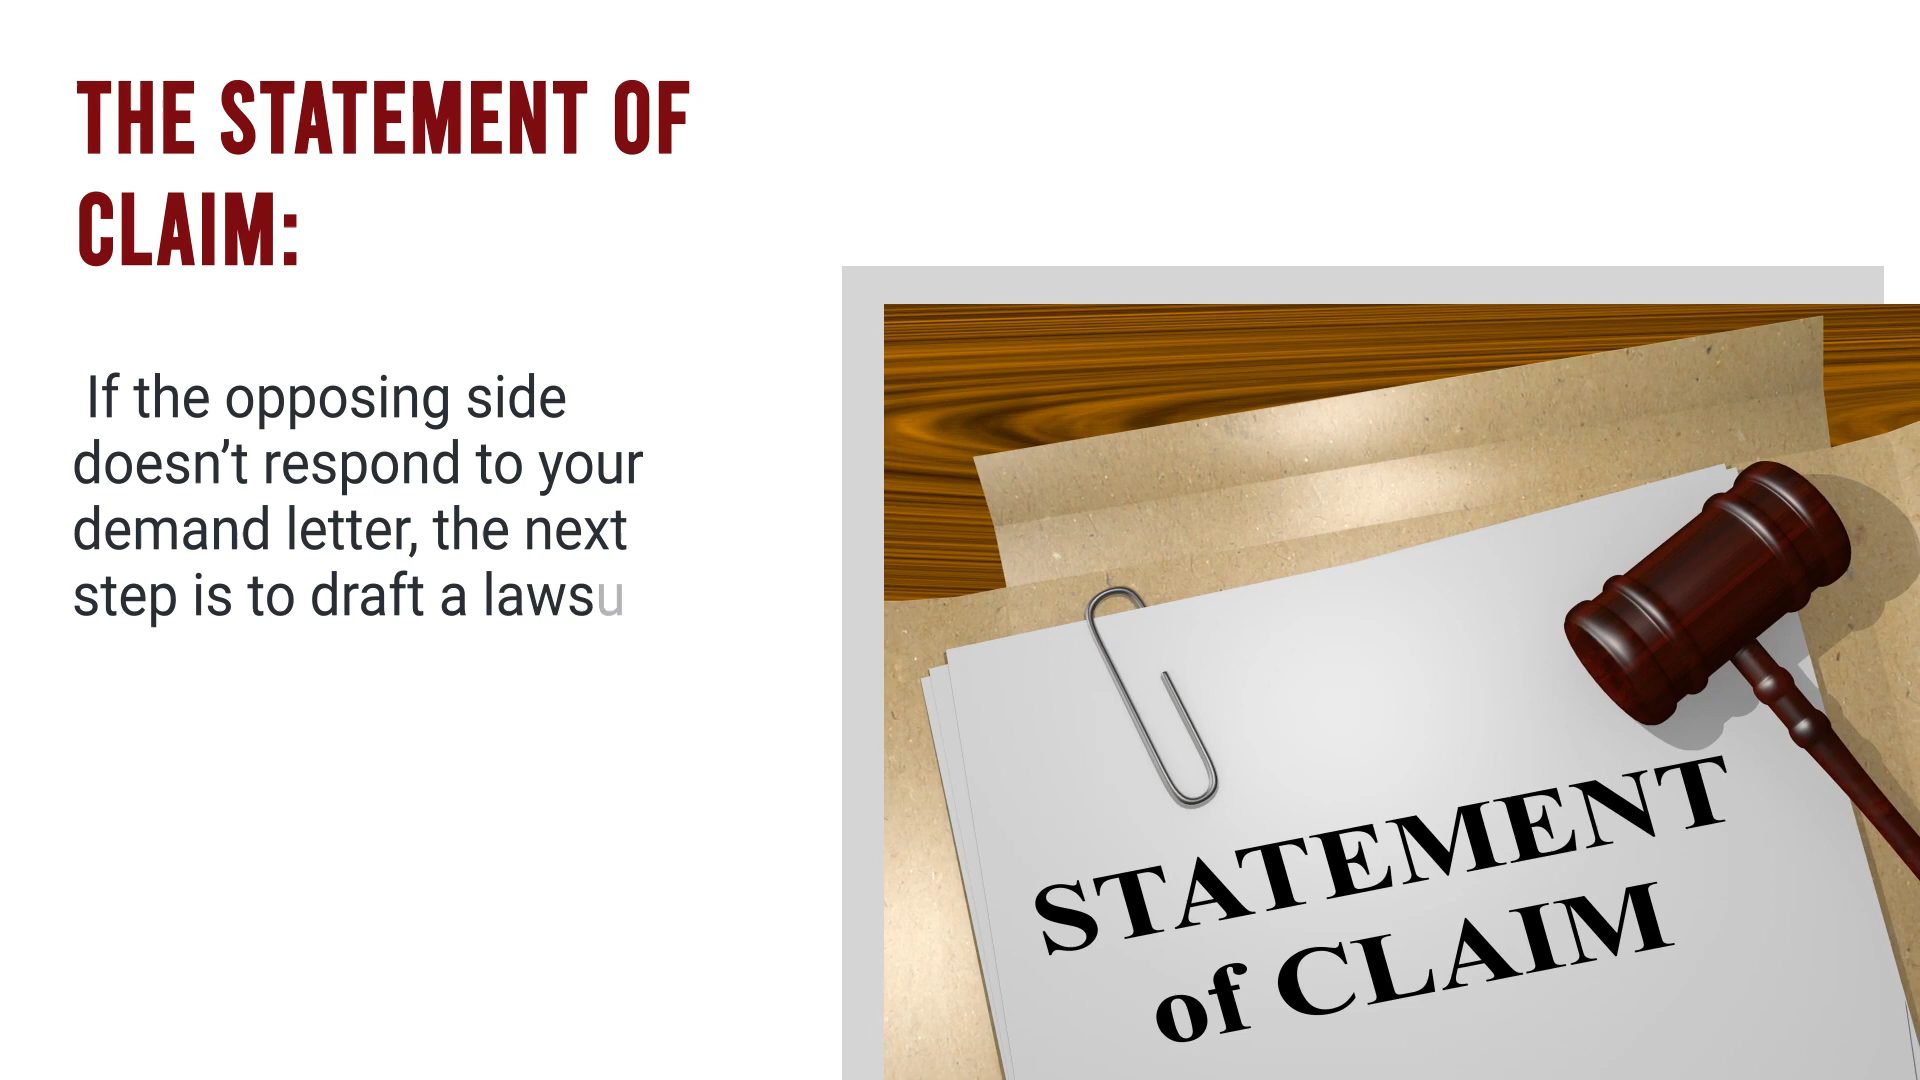 THE STATEMENT OF
CLAIM:
If the opposing side
doesn’t respond to your
demand letter, the next
step is to draft a lawsu
STATEMENT
of CLAIM